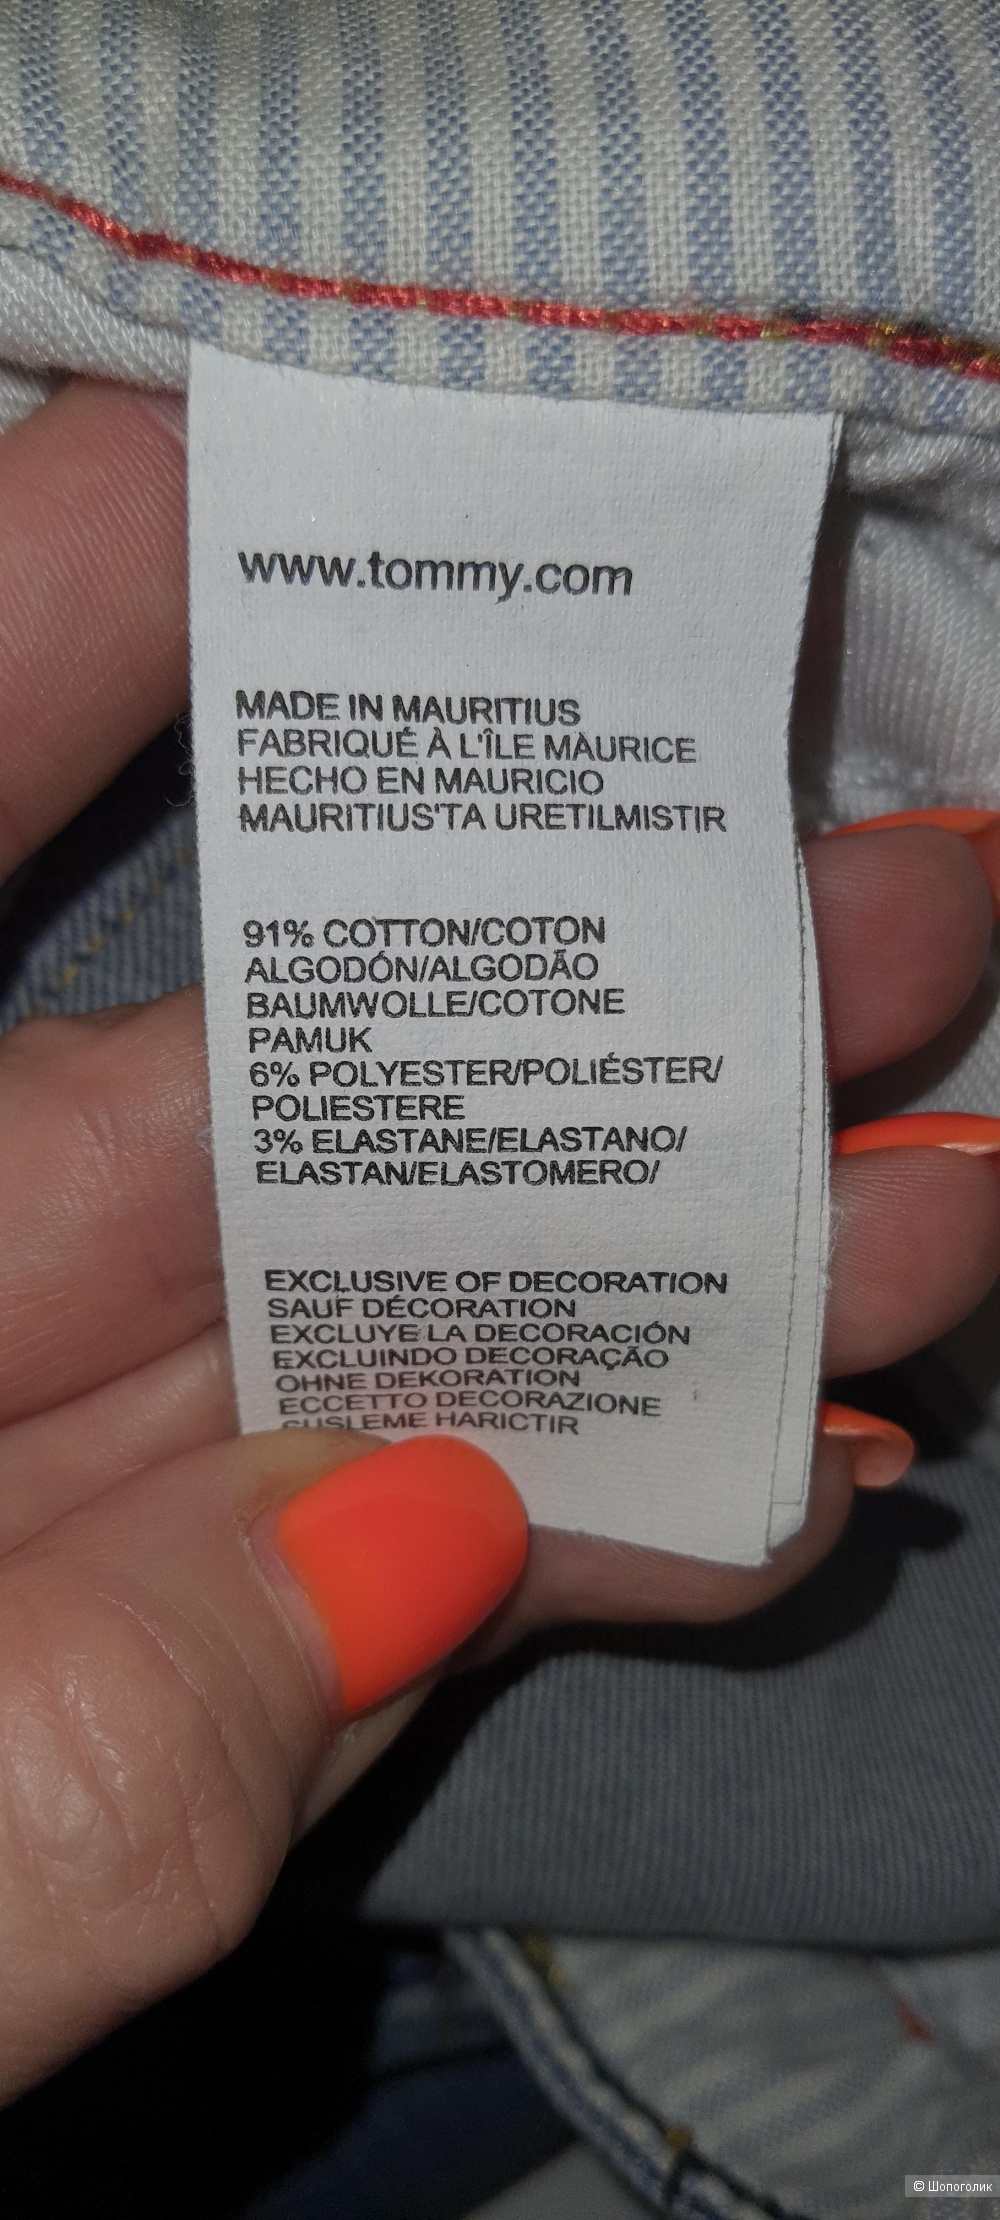 www.tommy.com
MADE IN MAURITIUS
FABRIQUÉ À L'ÎLE MAURICE
HECHO EN MAURICIO
MAURITIUS'TA URETILMISTIR
91% COTTON/COTON
ALGODÓN/ALGODÃO
BAUMWOLLE/COTONE
PAMUK
6% POLYESTER/POLIÉSTER/
POLIESTERE
3% ELASTANE/ELASTANO/
ELASTAN/ELASTOMERO/
EXCLUSIVE OF DECORATION
SAUF DÉCORATION
EXCLUYE LA DECORACIÓN
EXCLUINDO DECORAÇÃO
OHNE DEKORATION
ECCETTO DECORAZIONE
SUSLEME HARICTIR
© Шопоголик